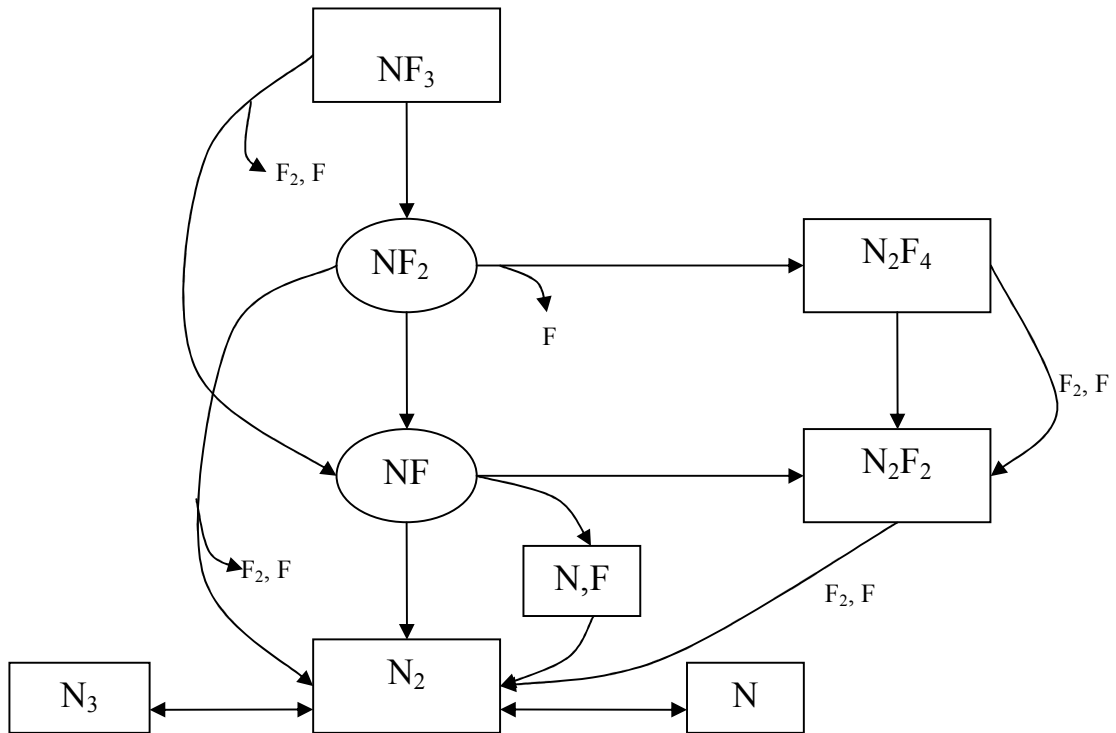 NF₃
F₂, F
NF₂
N₂F₄
F
F₂, F
NF
N₂F₂
F₂, F
N,F
F₂, F
N₃
N₂
N